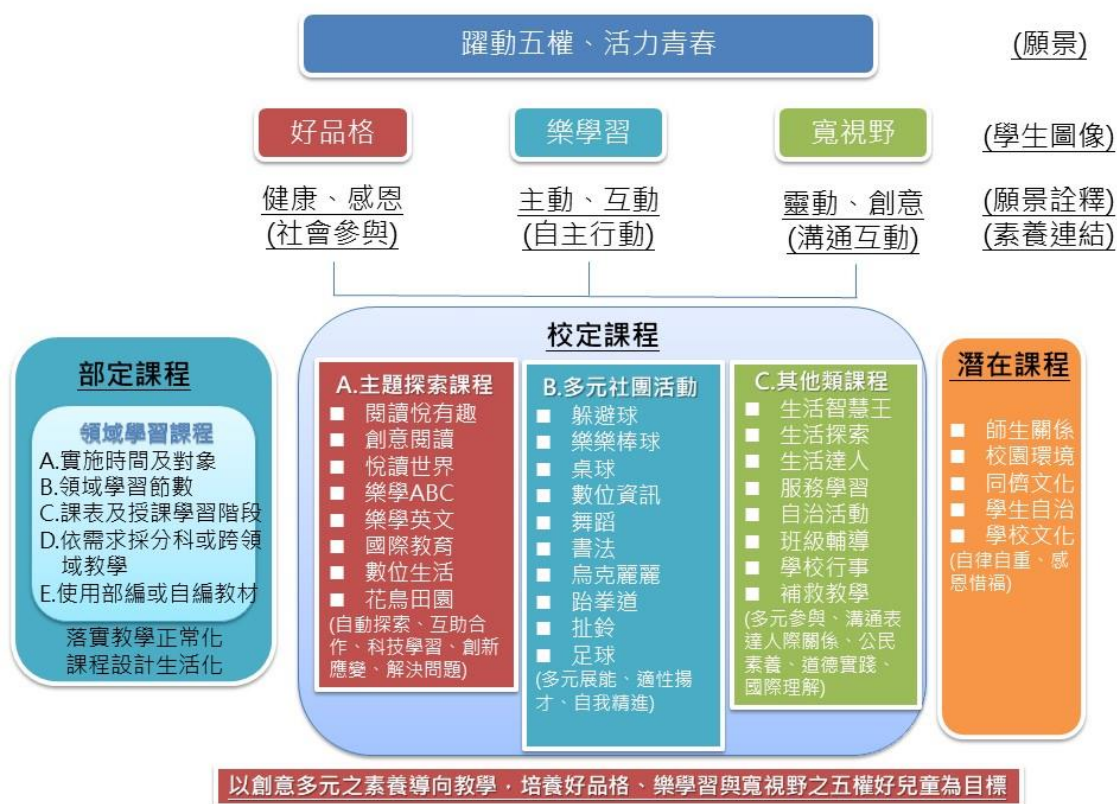 躍動五權、活力青春
(願景)
好品格
樂學習
寬視野
(學生圖像)
健康、感恩
(社會參與)
主動、互動
(自主行動)
靈動、創意
(溝通互動)
(願景詮釋)
(素養連結)
部定課程
領域學習課程
A.實施時間及對象
B.領域學習節數
C.課表及授課學習階段
D.依需求採分科或跨領
域教學
E.使用部編或自編教材
落實教學正常化
課程設計生活化
校定課程
A.主題探索課程
■ 閱讀悅有趣
■ 創意閱讀
■ 悅讀世界
■ 樂學ABC
■ 樂學英文
■ 國際教育
■ 數位生活
■ 花鳥田園
(自動探索、互助合
作、科技學習、創新
應變、解決問題)
B.多元社團活動
■ 躲避球
■ 樂樂棒球
■ 桌球
■ 數位資訊
■ 舞蹈
■ 書法
■ 烏克麗麗
■ 跆拳道
■ 扯鈴
■ 足球
(多元展能、適性揚
才、自我精進)
C.其他類課程
■ 生活智慧王
■ 生活探索
■ 生活達人
■ 服務學習
■ 自治活動
■ 班級輔導
■ 學校行事
■ 補救教學
(多元參與、溝通表
達人際關係、公民
素養、道德實踐、
國際理解)
潛在課程
■ 師生關係
■ 校園環境
■ 同儕文化
■ 學生自治
■ 學校文化
(自律自重、感
恩惜福)
以創意多元之素養導向教學，培養好品格、樂學習與寬視野之五權好兒童為目標